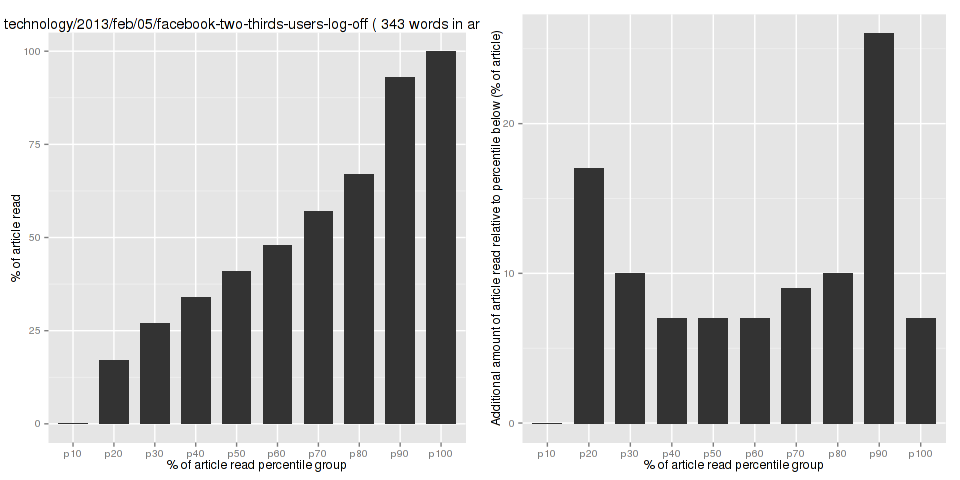 technology/2013/feb/05/facebook-two-thirds-users-log-off ( 343 words in ar
% of article read
100
75
50
25
0
p10 p20 p30 p40 p50 p60 p70 p80 p90 p100
% of article read percentile group
Additional amount of article read relative to percentile below (% of article)
20
10
0
p10 p20 p30 p40 p50 p60 p70 p80 p90 p100
% of article read percentile group